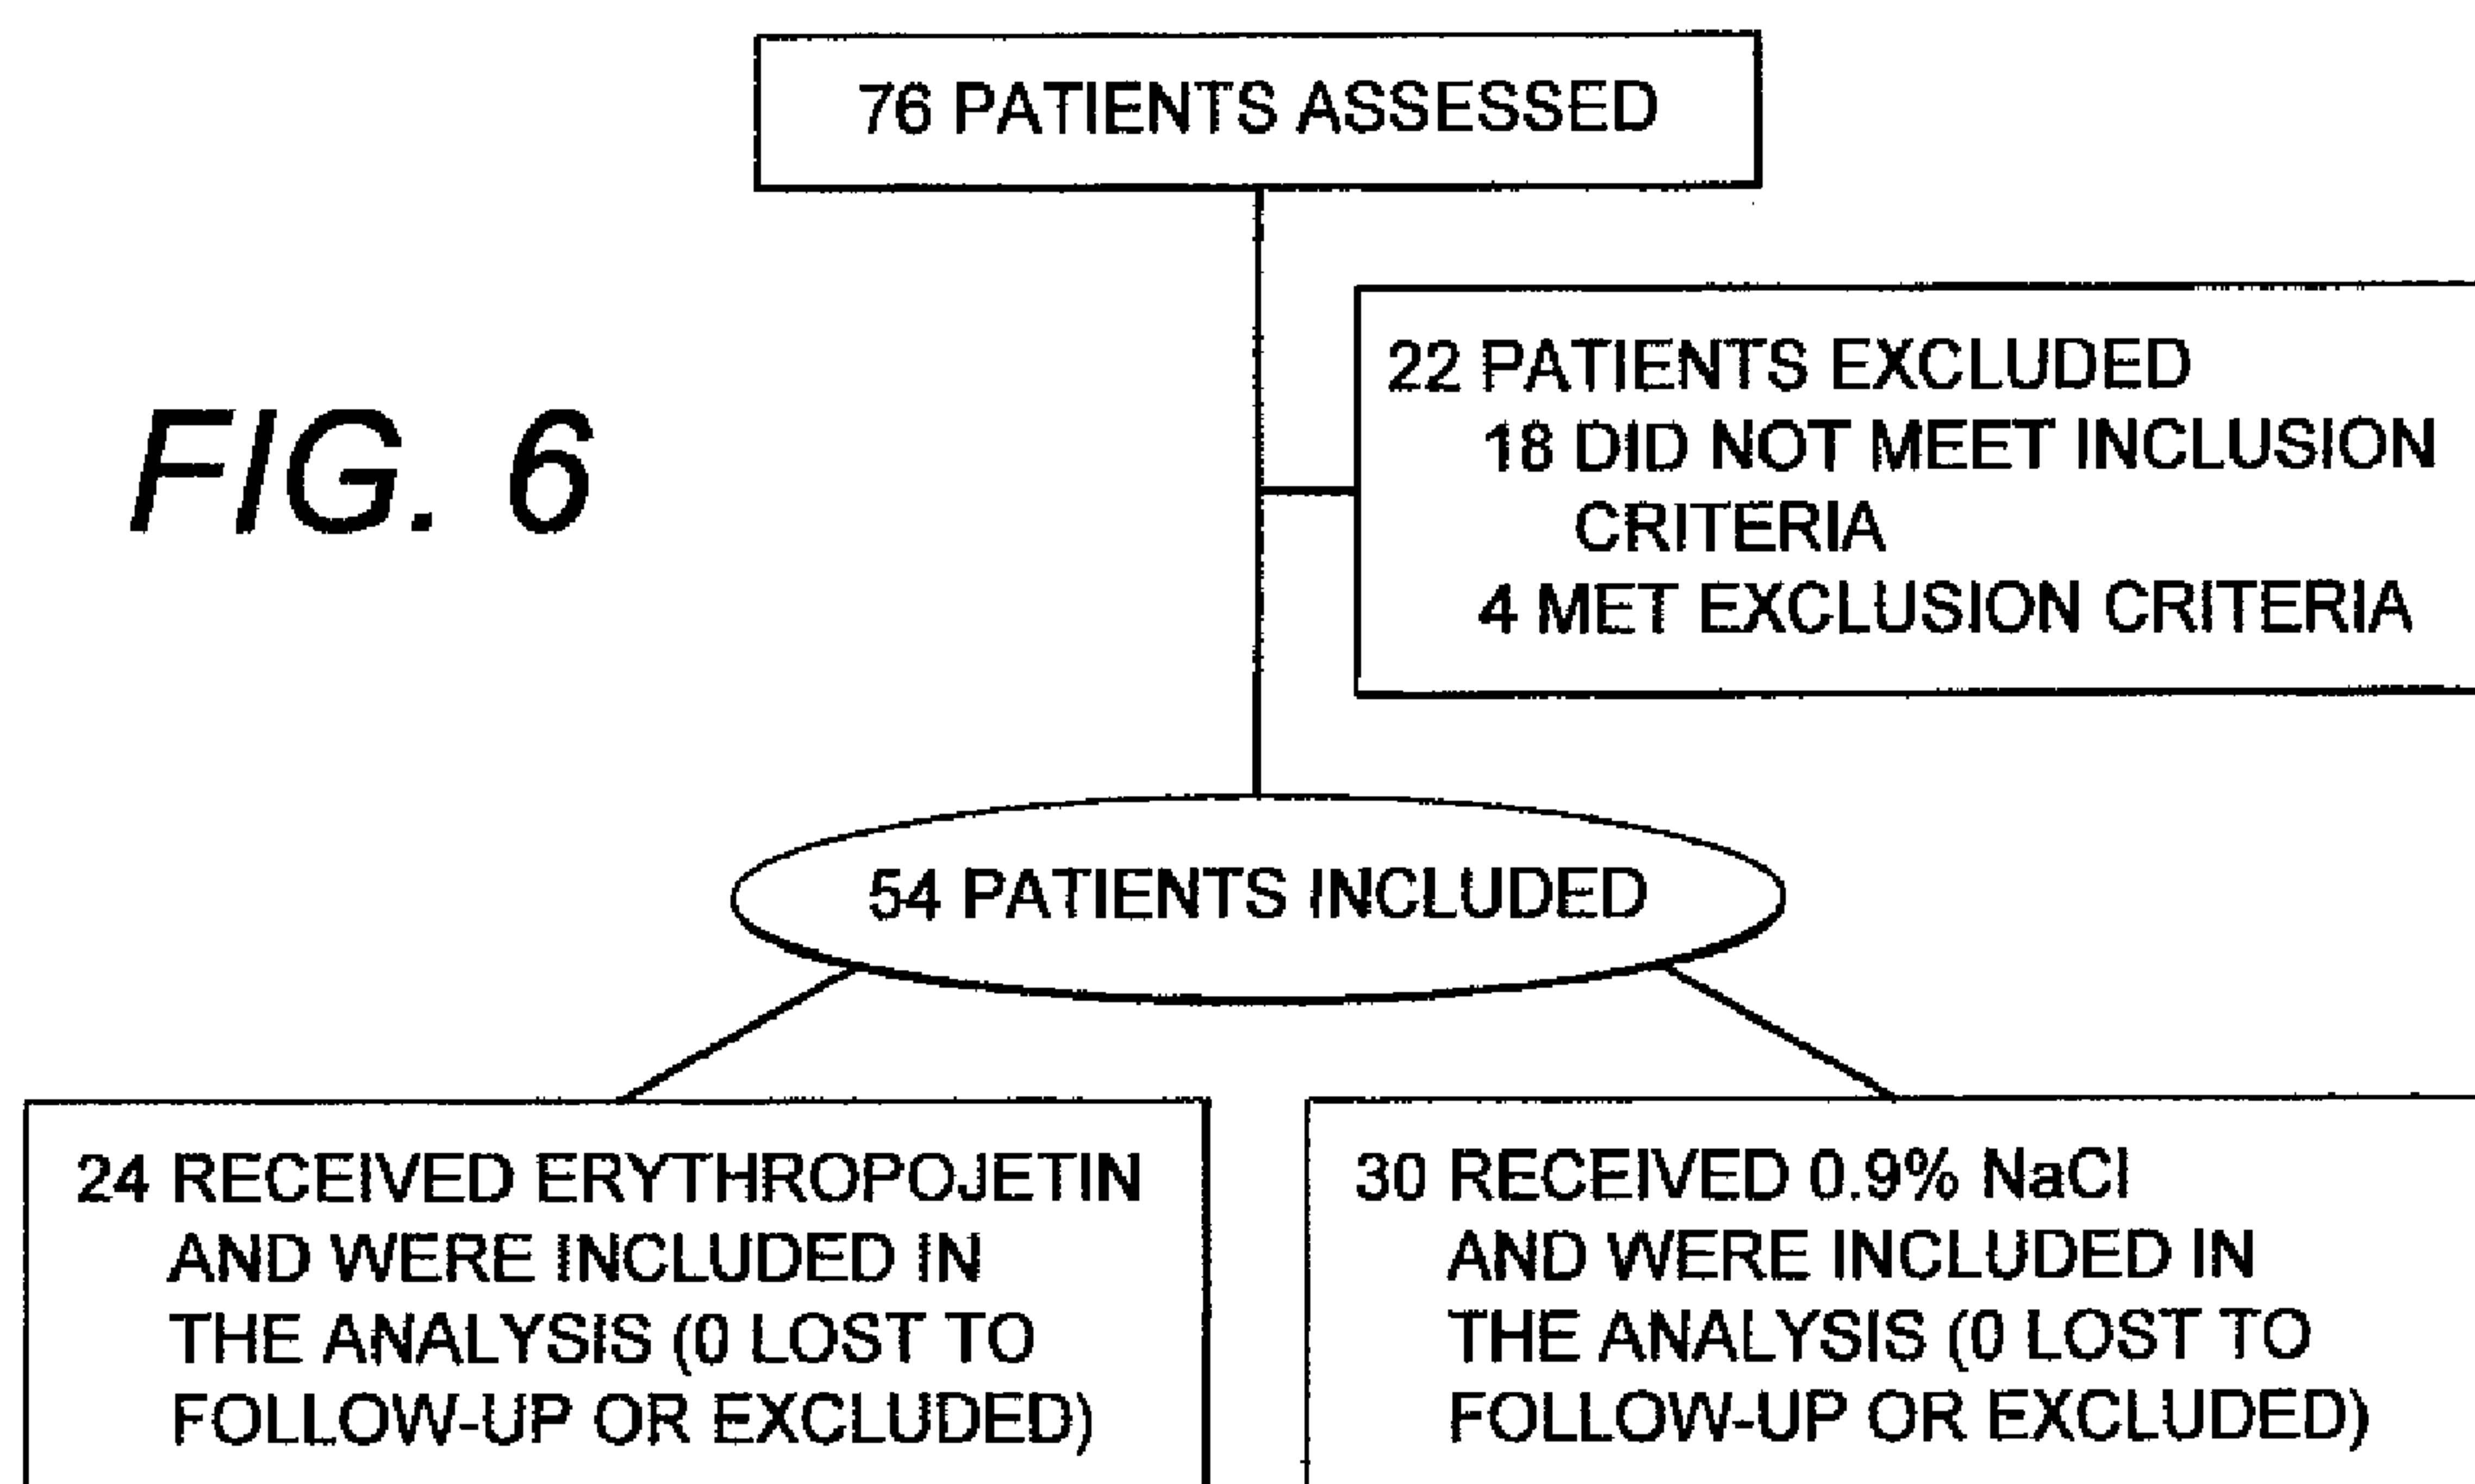 76 PATIENTS ASSESSED
FIG. 6
22 PATIENTS EXCLUDED
18 DID NOT MEET INCLUSION
CRITERIA
4 MET EXCLUSION CRITERIA
54 PATIENTS INCLUDED
24 RECEIVED ERYTHROPOJETIN
AND WERE INCLUDED IN
THE ANALYSIS (0 LOST TO
FOLLOW-UP OR EXCLUDED)
30 RECEIVED 0.9% NaCl
AND WERE INCLUDED IN
THE ANALYSIS (0 LOST TO
FOLLOW-UP OR EXCLUDED)